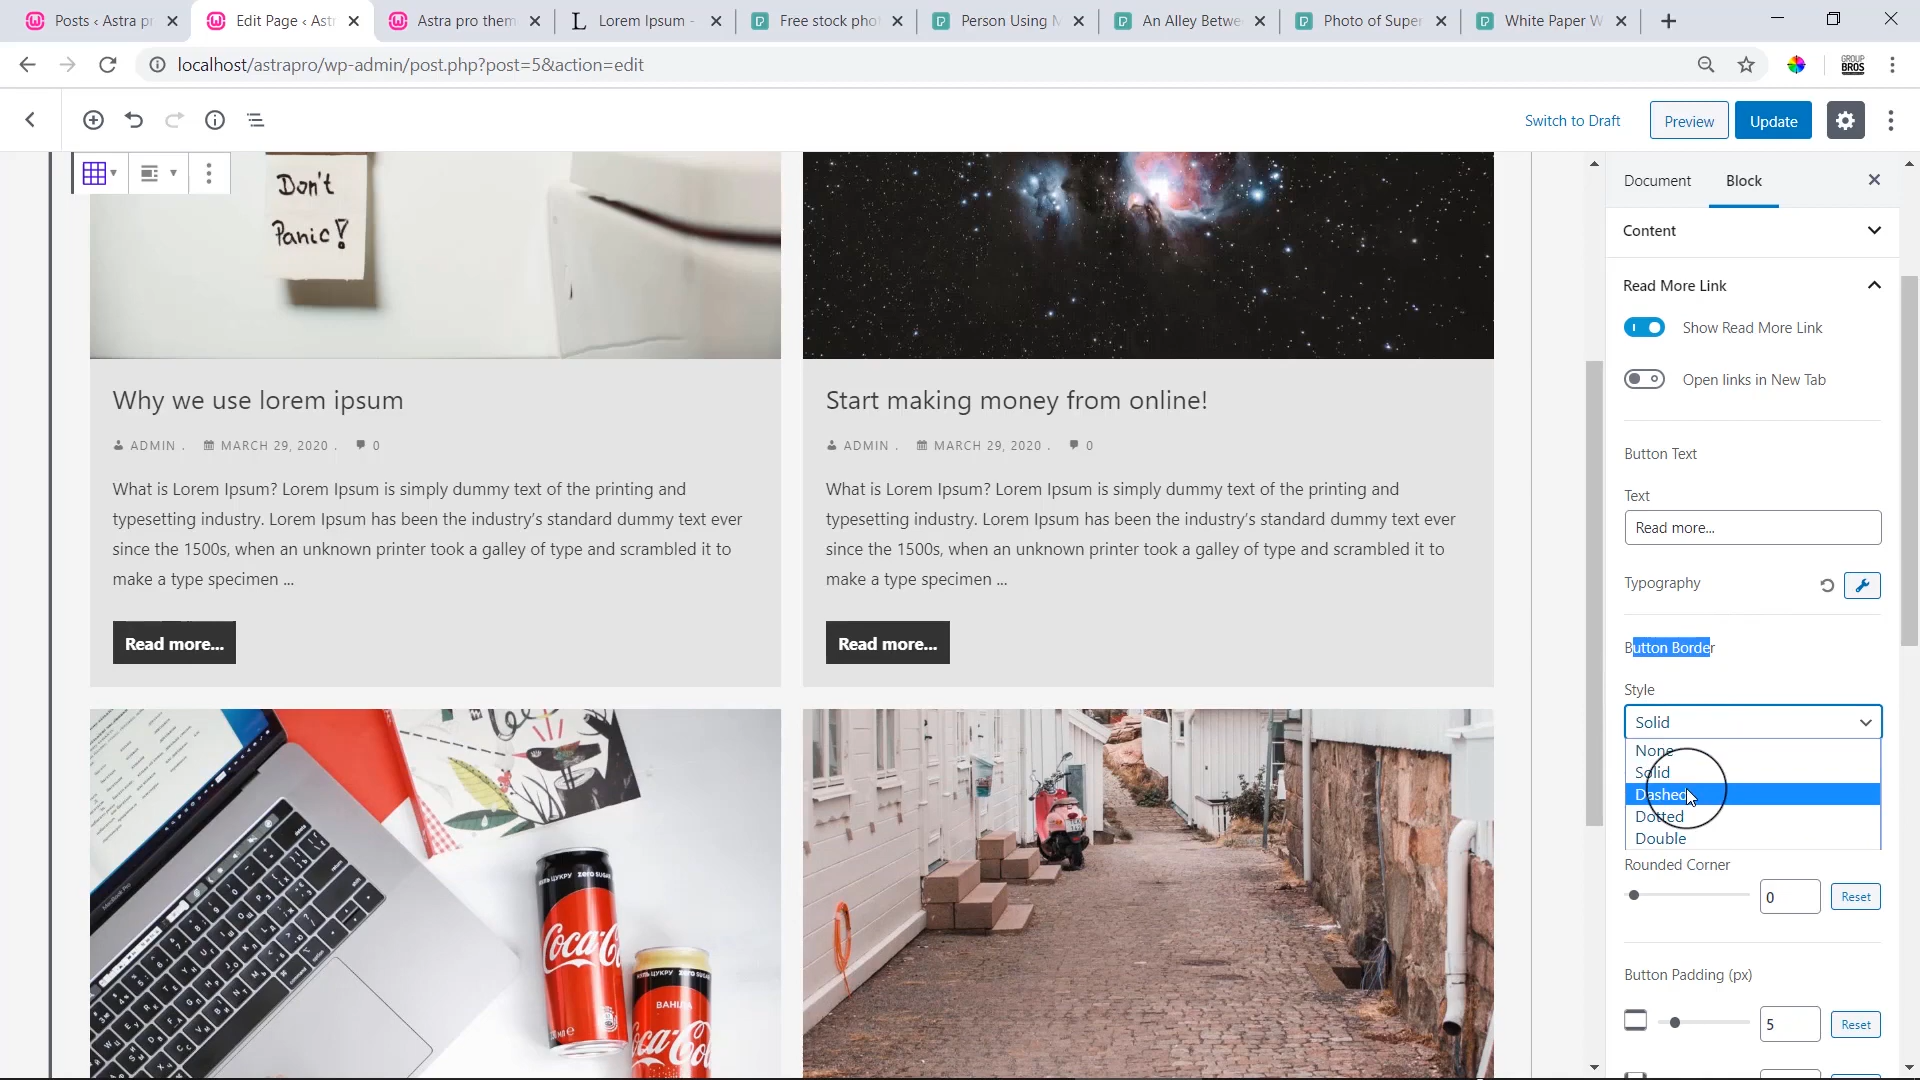 Posts ‹ Astra pr
Edit Page ‹ Astr
Astra pro them
Lorem Ipsum -
Free stock phot
Person Using M
An Alley Betwe
Photo of Super
White Paper W
localhost/astrapro/wp-admin/post.php?post=5&action=edit
GROUP
BROS
Switch to Draft
Preview
Update
Don't
Panic!
Document
Block
Content
Read More Link
Show Read More Link
Open links in New Tab
Button Text
Text
Read more...
Typography
Button Border
Style
Solid
None
Solid
Dashed
Dotted
Double
Rounded Corner
0
Reset
Button Padding (px)
5
Reset
Why we use lorem ipsum
ADMIN . MARCH 29, 2020 . 0
What is Lorem Ipsum? Lorem Ipsum is simply dummy text of the printing and
typesetting industry. Lorem Ipsum has been the industry's standard dummy text ever
since the 1500s, when an unknown printer took a galley of type and scrambled it to
make a type specimen ...
Read more...
Start making money from online!
ADMIN . MARCH 29, 2020 . 0
What is Lorem Ipsum? Lorem Ipsum is simply dummy text of the printing and
typesetting industry. Lorem Ipsum has been the industry's standard dummy text ever
since the 1500s, when an unknown printer took a galley of type and scrambled it to
make a type specimen ...
Read more...
ZERO SUGAR
Coca-Co
ВАНІЛА